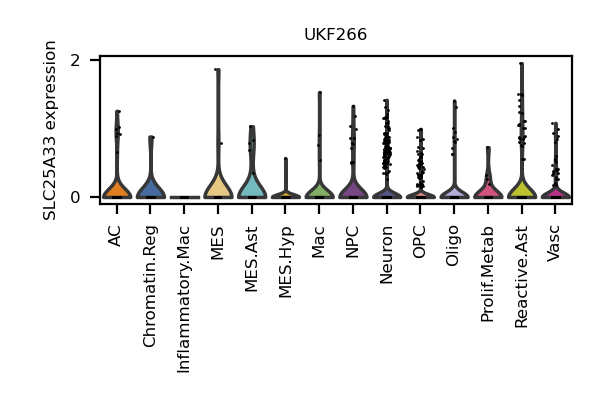 UKF266
SLC25A33 expression
2
0
AC
Chromatin.Reg
Inflammatory.Mac
MES
MES.Ast
MES.Hyp
Mac
NPC
Neuron
OPC
Oligo
Prolif.Metab
Reactive.Ast
Vasc